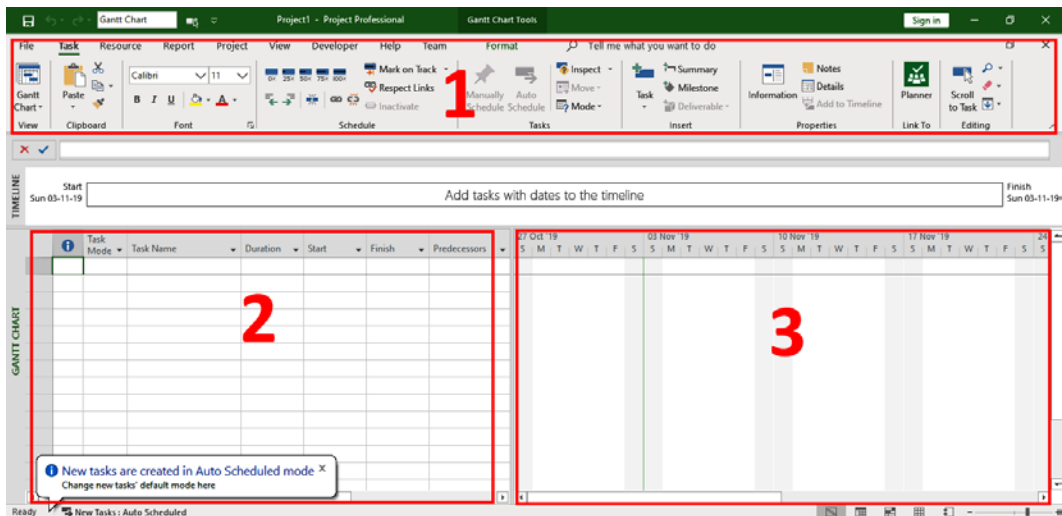 Gantt Chart
Project1 - Project Professional
Gantt Chart Tools
Sign in
File Task Resource Report Project View Developer Help Team Format Tell me what you want to do
Gantt Chart
View
Paste
Clipboard
Calibri 11
B I U A
Font
0% 25% 50% 75% 100%
Mark on Track
Respect Links
Inactivate
Schedule
1
Manually Schedule
Auto Schedule
Inspect
Move
Mode
Tasks
Task
Summary
Milestone
Deliverable
Insert
Information
Notes
Details
Add to Timeline
Properties
Planner
Link To
Scroll to Task
Editing
TIMELINE
Start
Sun 03-11-19
Add tasks with dates to the timeline
Finish
Sun 03-11-19
GANTT CHART
Task Mode Task Name Duration Start Finish Predecessors
27 Oct '19 03 Nov '19 10 Nov '19 17 Nov '19 24
S M T W T F S S M T W T F S S M T W T F S S M T W T F S S
2
3
New tasks are created in Auto Scheduled mode x
Change new tasks' default mode here
Ready New Tasks : Auto Scheduled